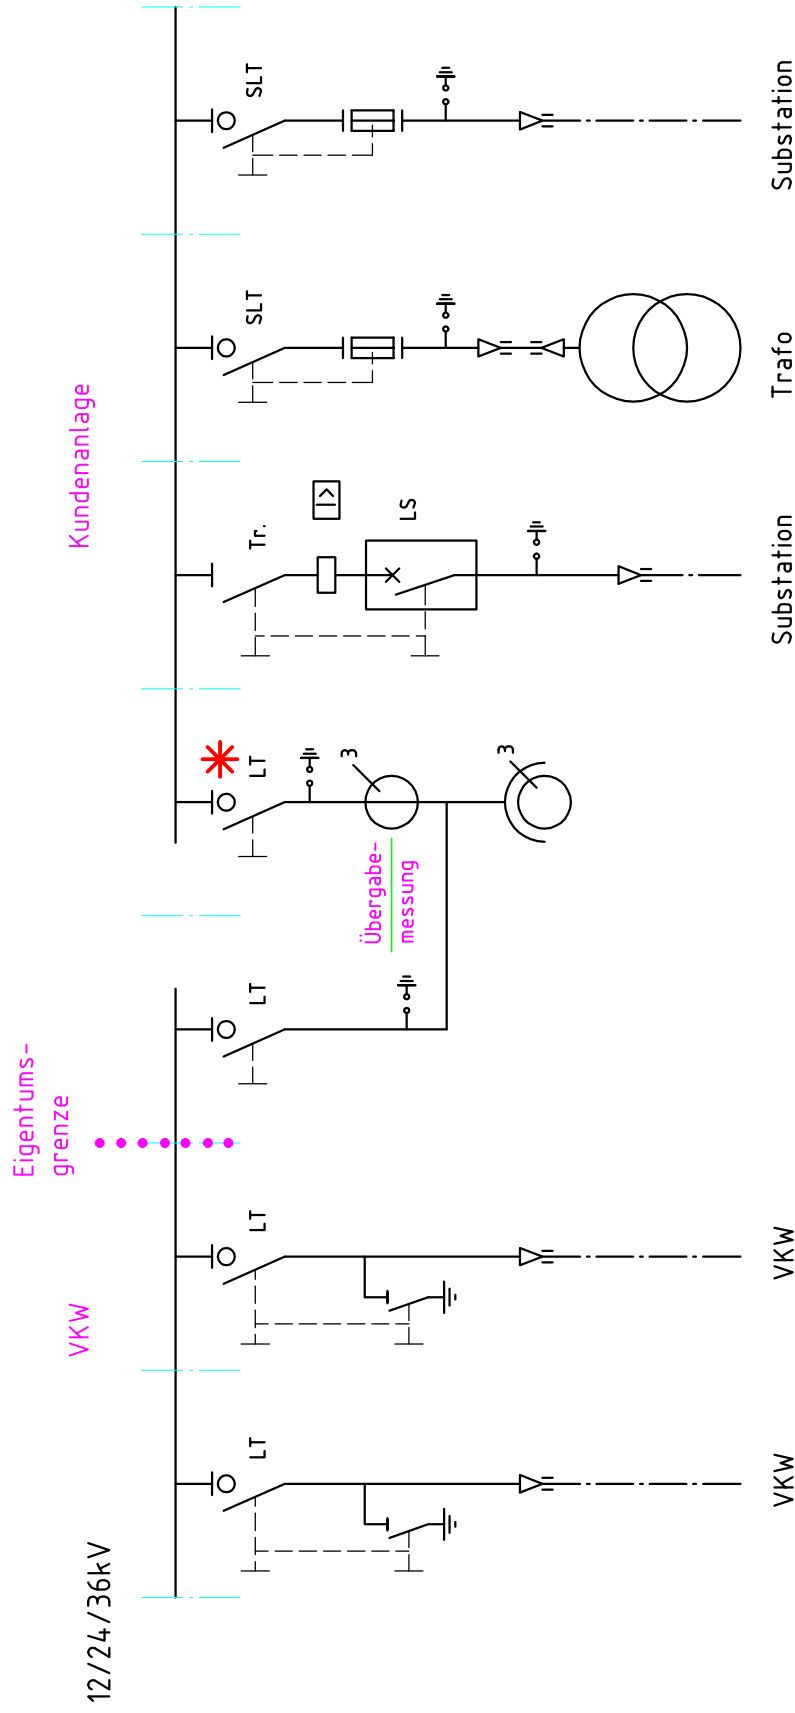 12/24/36kV
VKW
Eigentums-
grenze
Kundenanlage
LT
LT
LT
LT
Tr.
SLT
SLT
Übergabe-
messung
3
3
I>
LS
VKW
VKW
Substation
Trafo
Substation